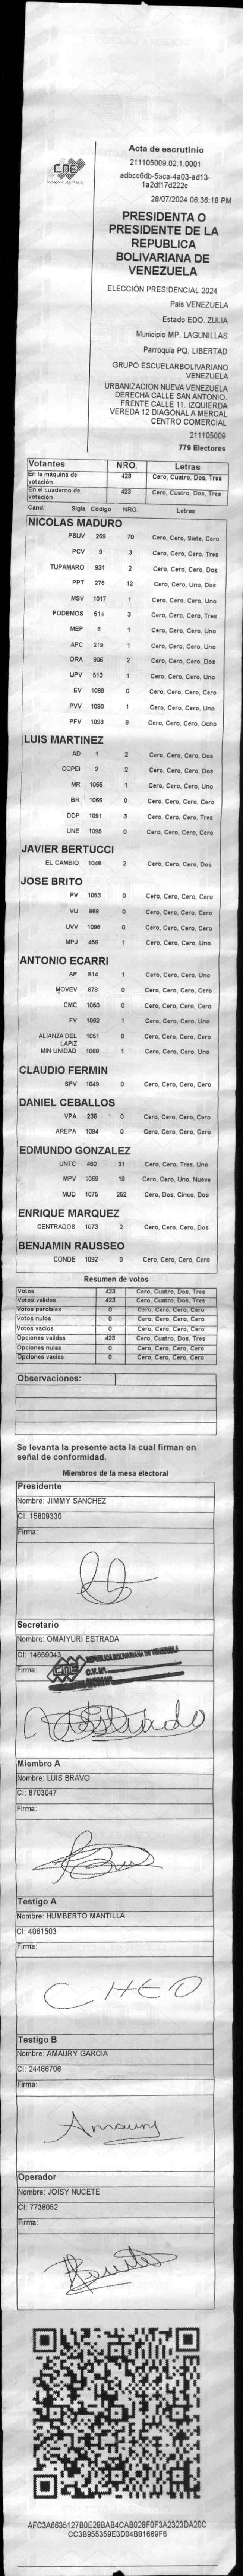 CNE
Acta de escrutinio
211105009.02.1.0001
adbcc6db-5aca-4a03-ad13-
1a2df17d222c
28/07/2024 06:36:18 PM
PRESIDENTA O
PRESIDENTE DE LA
REPUBLICA
BOLIVARIANA DE
VENEZUELA
ELECCIÓN PRESIDENCIAL 2024
Pais VENEZUELA
Estado EDO. ZULIA
Municipio MP. LAGUNILLAS
Parroquia PQ. LIBERTAD
GRUPO ESCUELARBOLIVARIANO
VENEZUELA
URBANIZACION NUEVA VENEZUELA
DERECHA CALLE SAN ANTONIO.
FRENTE CALLE 11. IZQUIERDA
VEREDA 12 DIAGONAL A MERCAL
CENTRO COMERCIAL
211105009
779 Electores
Votantes NRO. Letras
En la máquina de votación 423 Cero, Cuatro, Dos, Tres
En el cuaderno de votación 423 Cero, Cuatro, Dos, Tres
Cand. Sigla Código NRO. Letras
NICOLAS MADURO
PSUV 269 70 Cero, Cero, Siete, Cero
PCV 9 3 Cero, Cero, Cero, Tres
TUPAMARO 931 2 Cero, Cero, Cero, Dos
PPT 276 12 Cero, Cero, Uno, Dos
MSV 1017 1 Cero, Cero, Cero, Uno
PODEMOS 514 3 Cero, Cero, Cero, Tres
MEP 8 1 Cero, Cero, Cero, Uno
APC 219 1 Cero, Cero, Cero, Uno
ORA 906 2 Cero, Cero, Cero, Dos
UPV 513 1 Cero, Cero, Cero, Uno
EV 1089 0 Cero, Cero, Cero, Cero
PVV 1090 1 Cero, Cero, Cero, Uno
PFV 1093 8 Cero, Cero, Cero, Ocho
LUIS MARTINEZ
AD 1 2 Cero, Cero, Cero, Dos
COPEI 2 2 Cero, Cero, Cero, Dos
MR 1065 1 Cero, Cero, Cero, Uno
BR 1066 0 Cero, Cero, Cero, Cero
DDP 1091 3 Cero, Cero, Cero, Tres
UNE 1095 0 Cero, Cero, Cero, Cero
JAVIER BERTUCCI
EL CAMBIO 1048 2 Cero, Cero, Cero, Dos
JOSE BRITO
PV 1053 0 Cero, Cero, Cero, Cero
VU 868 0 Cero, Cero, Cero, Cero
UVV 1096 0 Cero, Cero, Cero, Cero
MPJ 456 1 Cero, Cero, Cero, Uno
ANTONIO ECARRI
AP 814 1 Cero, Cero, Cero, Uno
MOVEV 878 0 Cero, Cero, Cero, Cero
CMC 1050 0 Cero, Cero, Cero, Cero
FV 1062 1 Cero, Cero, Cero, Uno
ALIANZA DEL LAPIZ 1051 0 Cero, Cero, Cero, Cero
MIN UNIDAD 1069 1 Cero, Cero, Cero, Uno
CLAUDIO FERMIN
SPV 1049 0 Cero, Cero, Cero, Cero
DANIEL CEBALLOS
VPA 236 0 Cero, Cero, Cero, Cero
AREPA 1094 0 Cero, Cero, Cero, Cero
EDMUNDO GONZALEZ
UNTC 460 31 Cero, Cero, Tres, Uno
MPV 1059 19 Cero, Cero, Uno, Nueve
MUD 1075 252 Cero, Dos, Cinco, Dos
ENRIQUE MARQUEZ
CENTRADOS 1073 2 Cero, Cero, Cero, Dos
BENJAMIN RAUSSEO
CONDE 1092 0 Cero, Cero, Cero, Cero
Resumen de votos
Votos 423 Cero, Cuatro, Dos, Tres
Votos validos 423 Cero, Cuatro, Dos, Tres
Votos parciales 0 Cero, Cero, Cero, Cero
Votos nulos 0 Cero, Cero, Cero, Cero
Votos vacios 0 Cero, Cero, Cero, Cero
Opciones validas 423 Cero, Cuatro, Dos, Tres
Opciones nulas 0 Cero, Cero, Cero, Cero
Opciones vacias 0 Cero, Cero, Cero, Cero
Observaciones:
Se levanta la presente acta la cual firman en
señal de conformidad.
Miembros de la mesa electoral
Presidente
Nombre: JIMMY SANCHEZ
CI: 15809330
Firma:
Secretario
Nombre: OMAIYURI ESTRADA
CI: 14659043
REPUBLICA BOLIVARIANA DE VENEZUELA
Firma:
CNE
Miembro A
Nombre: LUIS BRAVO
CI: 8703047
Firma:
Testigo A
Nombre: HUMBERTO MANTILLA
CI: 4061503
Firma:
Testigo B
Nombre: AMAURY GARCIA
CI: 24486706
Firma:
Amaury
Operador
Nombre: JOISY NUCETE
CI: 7738052
Firma:
AFC3A6635127B0E28BAB4CAB028F0F3A2323DA20C
CC3B955359E3D04B81669F6